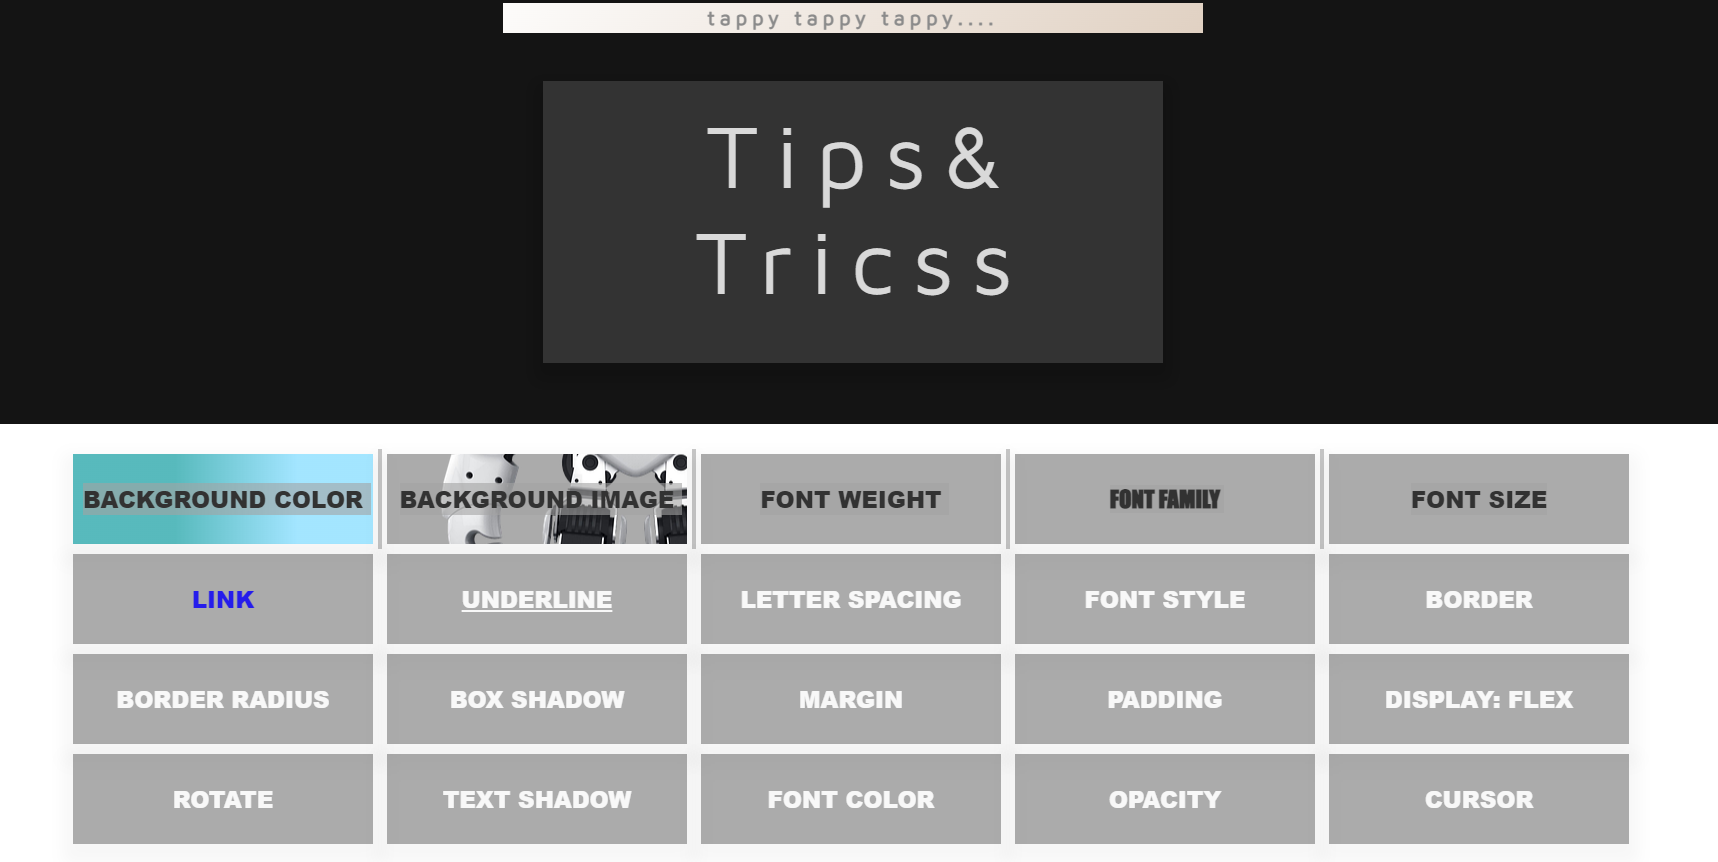 tappy tappy tappy....
Tips&
Tricss
BACKGROUND COLOR
BACKGROUND IMAGE
FONT WEIGHT
FONT FAMILY
FONT SIZE
LINK
UNDERLINE
LETTER SPACING
FONT STYLE
BORDER
BORDER RADIUS
BOX SHADOW
MARGIN
PADDING
DISPLAY: FLEX
ROTATE
TEXT SHADOW
FONT COLOR
OPACITY
CURSOR